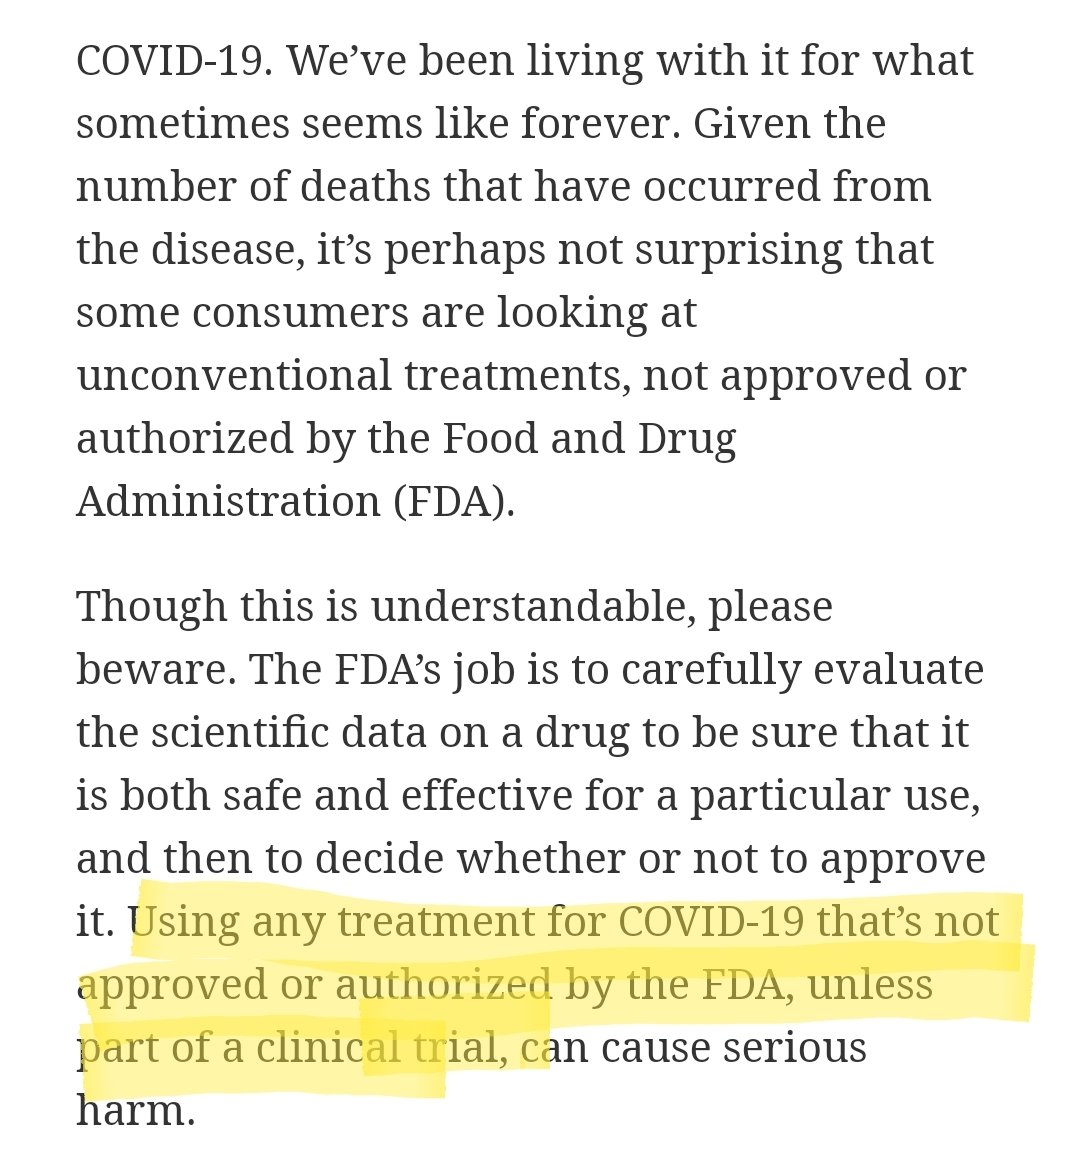 COVID-19. We’ve been living with it for what
sometimes seems like forever. Given the
number of deaths that have occurred from
the disease, it’s perhaps not surprising that
some consumers are looking at
unconventional treatments, not approved or
authorized by the Food and Drug
Administration (FDA).
Though this is understandable, please
beware. The FDA’s job is to carefully evaluate
the scientific data on a drug to be sure that it
is both safe and effective for a particular use,
and then to decide whether or not to approve
it. Using any treatment for COVID-19 that’s not
approved or authorized by the FDA, unless
part of a clinical trial, can cause serious
harm.